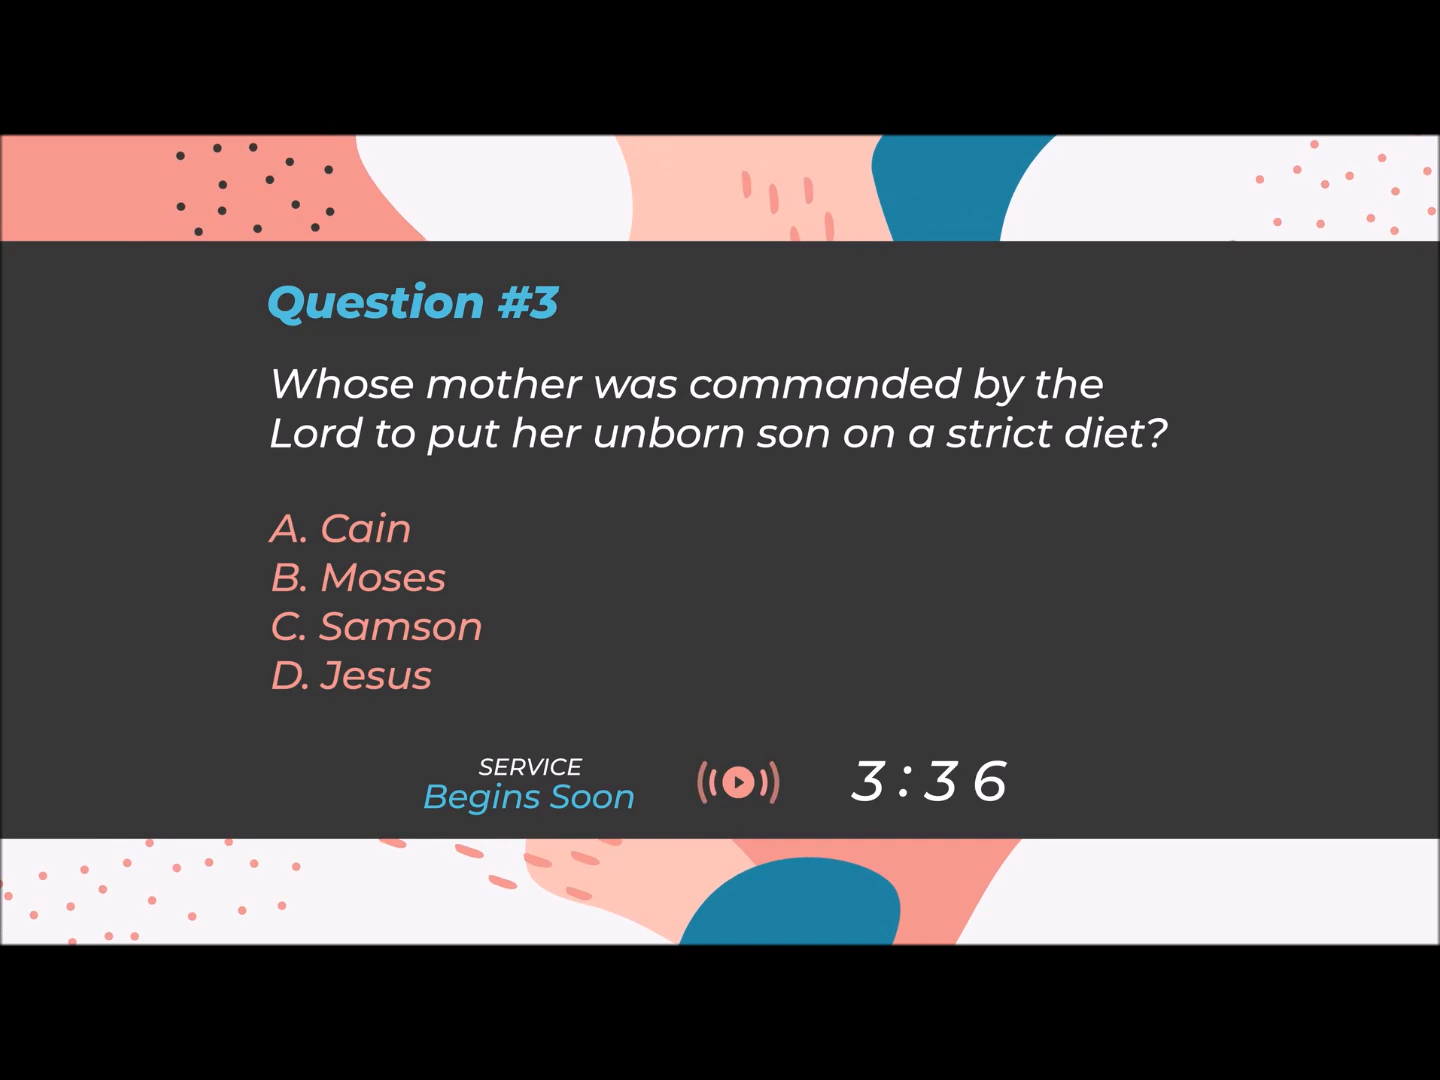 Question #3
Whose mother was commanded by the
Lord to put her unborn son on a strict diet?
A. Cain
B. Moses
C. Samson
D. Jesus
SERVICE
Begins Soon
3:36